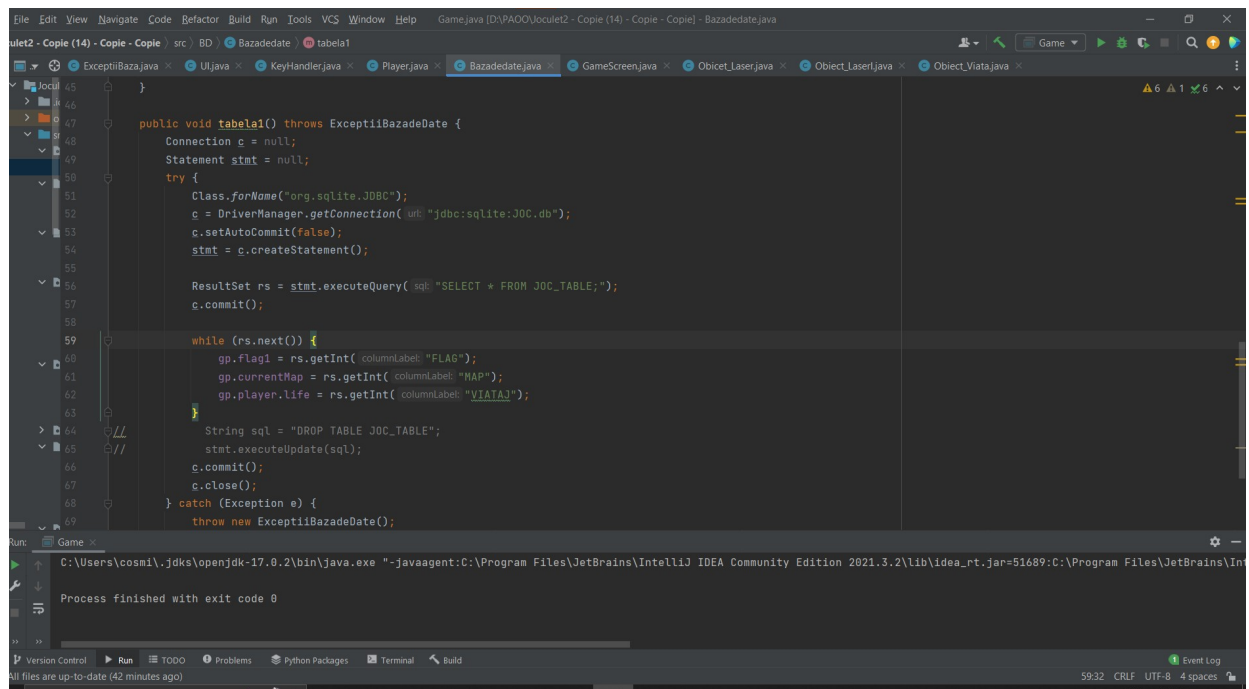 File Edit View Navigate Code Refactor Build Run Tools VCS Window Help Game.java [D:\PAOO\Joculet2 - Copie (14) - Copie - Copie] - Bazadedate.java
culet2 - Copie (14) - Copie - Copie src BD Bazadedate tabela1 Game
ExceptiiBaza.java UI.java KeyHandler.java Player.java Bazadedate.java GameScreen.java Obicet_Laser.java Obiect_LaserI.java Obiect_Viata.java
Jocul 45 } 6 1 6
46
47 public void tabela1() throws ExceptiiBazadeDate {
48 Connection c = null;
49 Statement stmt = null;
50 try {
51 Class.forName("org.sqlite.JDBC");
52 c = DriverManager.getConnection( url: "jdbc:sqlite:JOC.db");
53 c.setAutoCommit(false);
54 stmt = c.createStatement();
55
56 ResultSet rs = stmt.executeQuery( sql: "SELECT * FROM JOC_TABLE;");
57 c.commit();
58
59 while (rs.next()) {
60 gp.flag1 = rs.getInt( columnLabel: "FLAG");
61 gp.currentMap = rs.getInt( columnLabel: "MAP");
62 gp.player.life = rs.getInt( columnLabel: "VIATAJ");
63 }
64 // String sql = "DROP TABLE JOC_TABLE";
65 // stmt.executeUpdate(sql);
66 c.commit();
67 c.close();
68 } catch (Exception e) {
69 throw new ExceptiiBazadeDate();
Run: Game
C:\Users\cosmi\.jdks\openjdk-17.0.2\bin\java.exe "-javaagent:C:\Program Files\JetBrains\IntelliJ IDEA Community Edition 2021.3.2\lib\idea_rt.jar=51689:C:\Program Files\JetBrains\Int
Process finished with exit code 0
Version Control Run TODO Problems Python Packages Terminal Build 1 Event Log
All files are up-to-date (42 minutes ago) 59:32 CRLF UTF-8 4 spaces